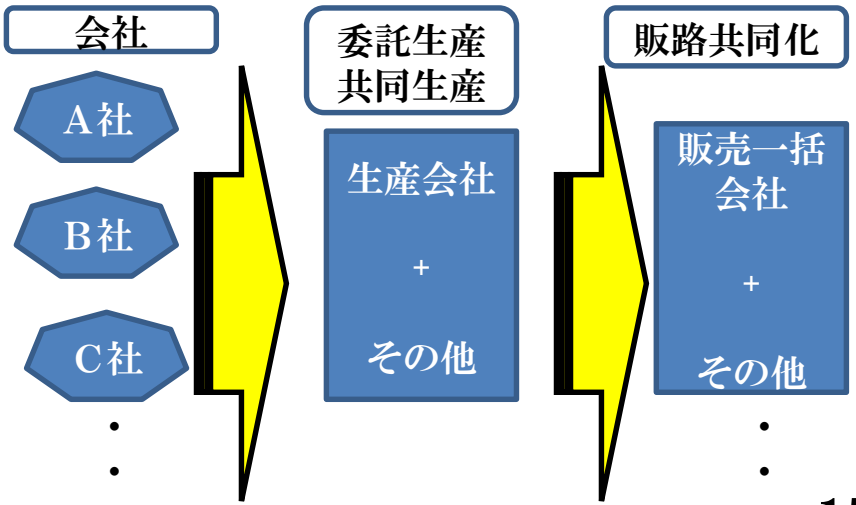 会社
A社
B社
C社
・
・
委託生産
共同生産
生産会社
+
その他
販路共同化
販売一括
会社
+
その他
・
・